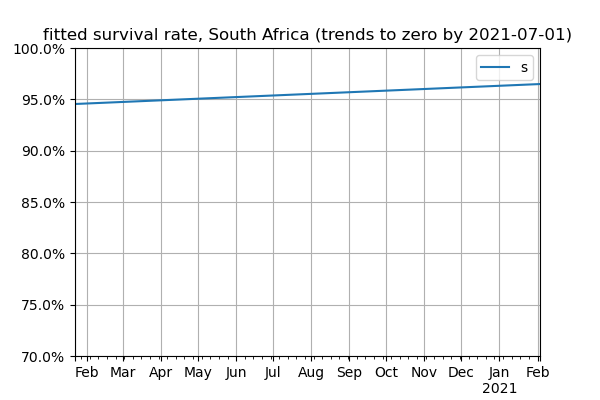 fitted survival rate, South Africa (trends to zero by 2021-07-01)
100.0%
95.0%
90.0%
85.0%
80.0%
75.0%
70.0%
s
Feb Mar Apr May Jun Jul Aug Sep Oct Nov Dec Jan Feb
2021